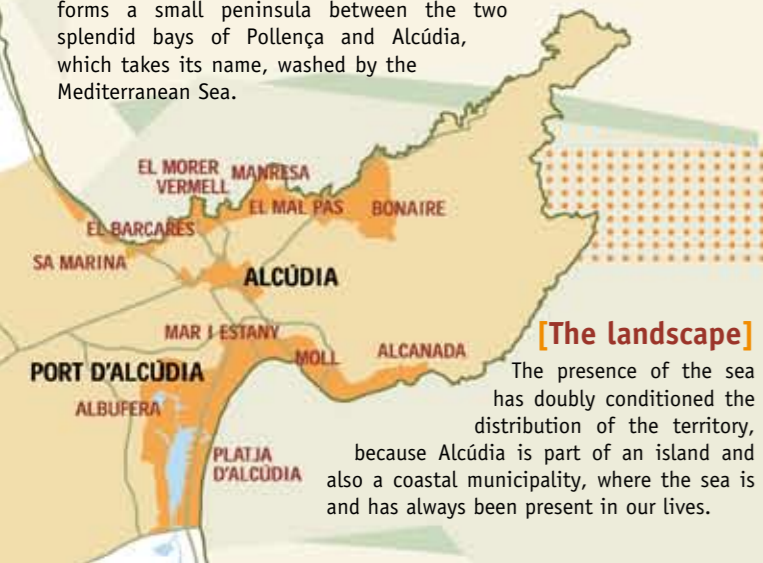 forms a small peninsula between the two
splendid bays of Pollença and Alcúdia,
which takes its name, washed by the
Mediterranean Sea.
EL MORER
VERMELL
MANRESA
EL MAL PAS
BONAIRE
EL BARCARÈS
SA MARINA
ALCÚDIA
MAR I ESTANY
MOLL
ALCANADA
PORT D'ALCÚDIA
ALBUFERA
PLATJA
D'ALCÚDIA
[The landscape]
The presence of the sea
has doubly conditioned the
distribution of the territory,
because Alcúdia is part of an island and
also a coastal municipality, where the sea is
and has always been present in our lives.